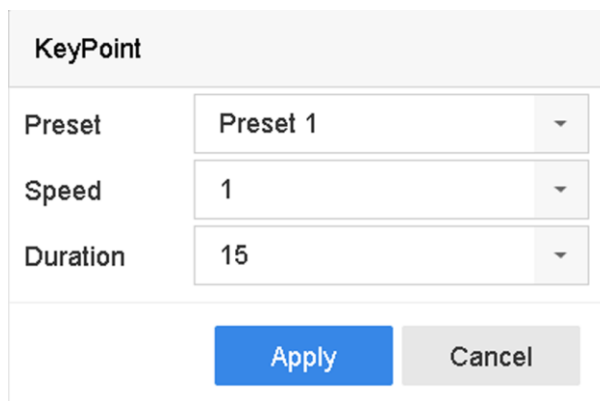 KeyPoint
Preset Preset 1
Speed 1
Duration 15
Apply Cancel